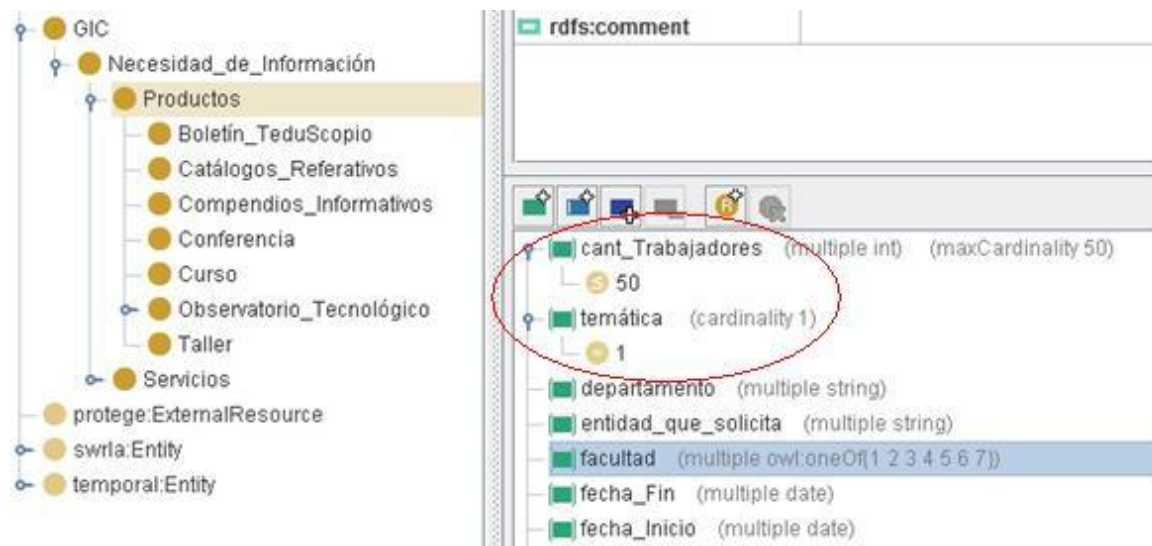 GIC
Necesidad_de_Información
Productos
Boletín_TeduScopio
Catálogos_Referativos
Compendios_Informativos
Conferencia
Curso
Observatorio_Tecnológico
Taller
Servicios
protege:ExternalResource
swrla:Entity
temporal:Entity
rdfs:comment
cant_Trabajadores (multiple int) (maxCardinality 50)
50
temática (cardinality 1)
1
departamento (multiple string)
entidad_que_solicita (multiple string)
facultad (multiple owl:oneOf{1 2 3 4 5 6 7})
fecha_Fin (multiple date)
fecha_Inicio (multiple date)